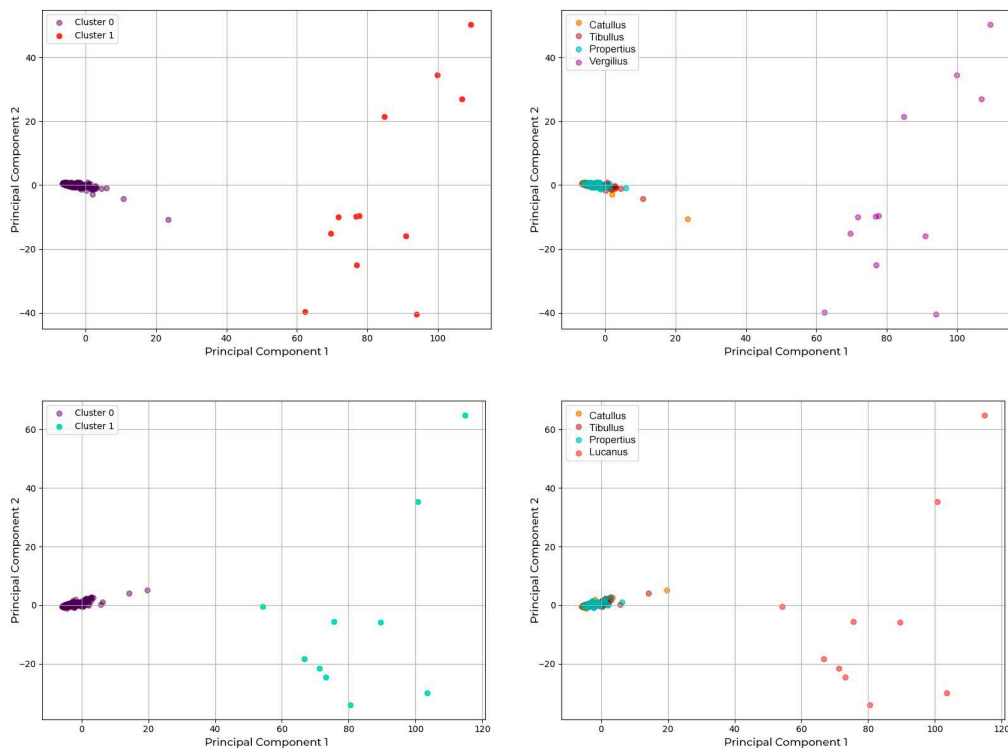 Cluster 0
Cluster 1
40
20
0
−20
−40
Principal Component 2
0
20
40
60
80
100
Principal Component 1
Catullus
Tibullus
Propertius
Vergilius
40
20
0
−20
−40
Principal Component 2
0
20
40
60
80
100
Principal Component 1
Cluster 0
Cluster 1
60
40
20
0
−20
Principal Component 2
0
20
40
60
80
100
120
Principal Component 1
Catullus
Tibullus
Propertius
Lucanus
60
40
20
0
−20
Principal Component 2
0
20
40
60
80
100
120
Principal Component 1